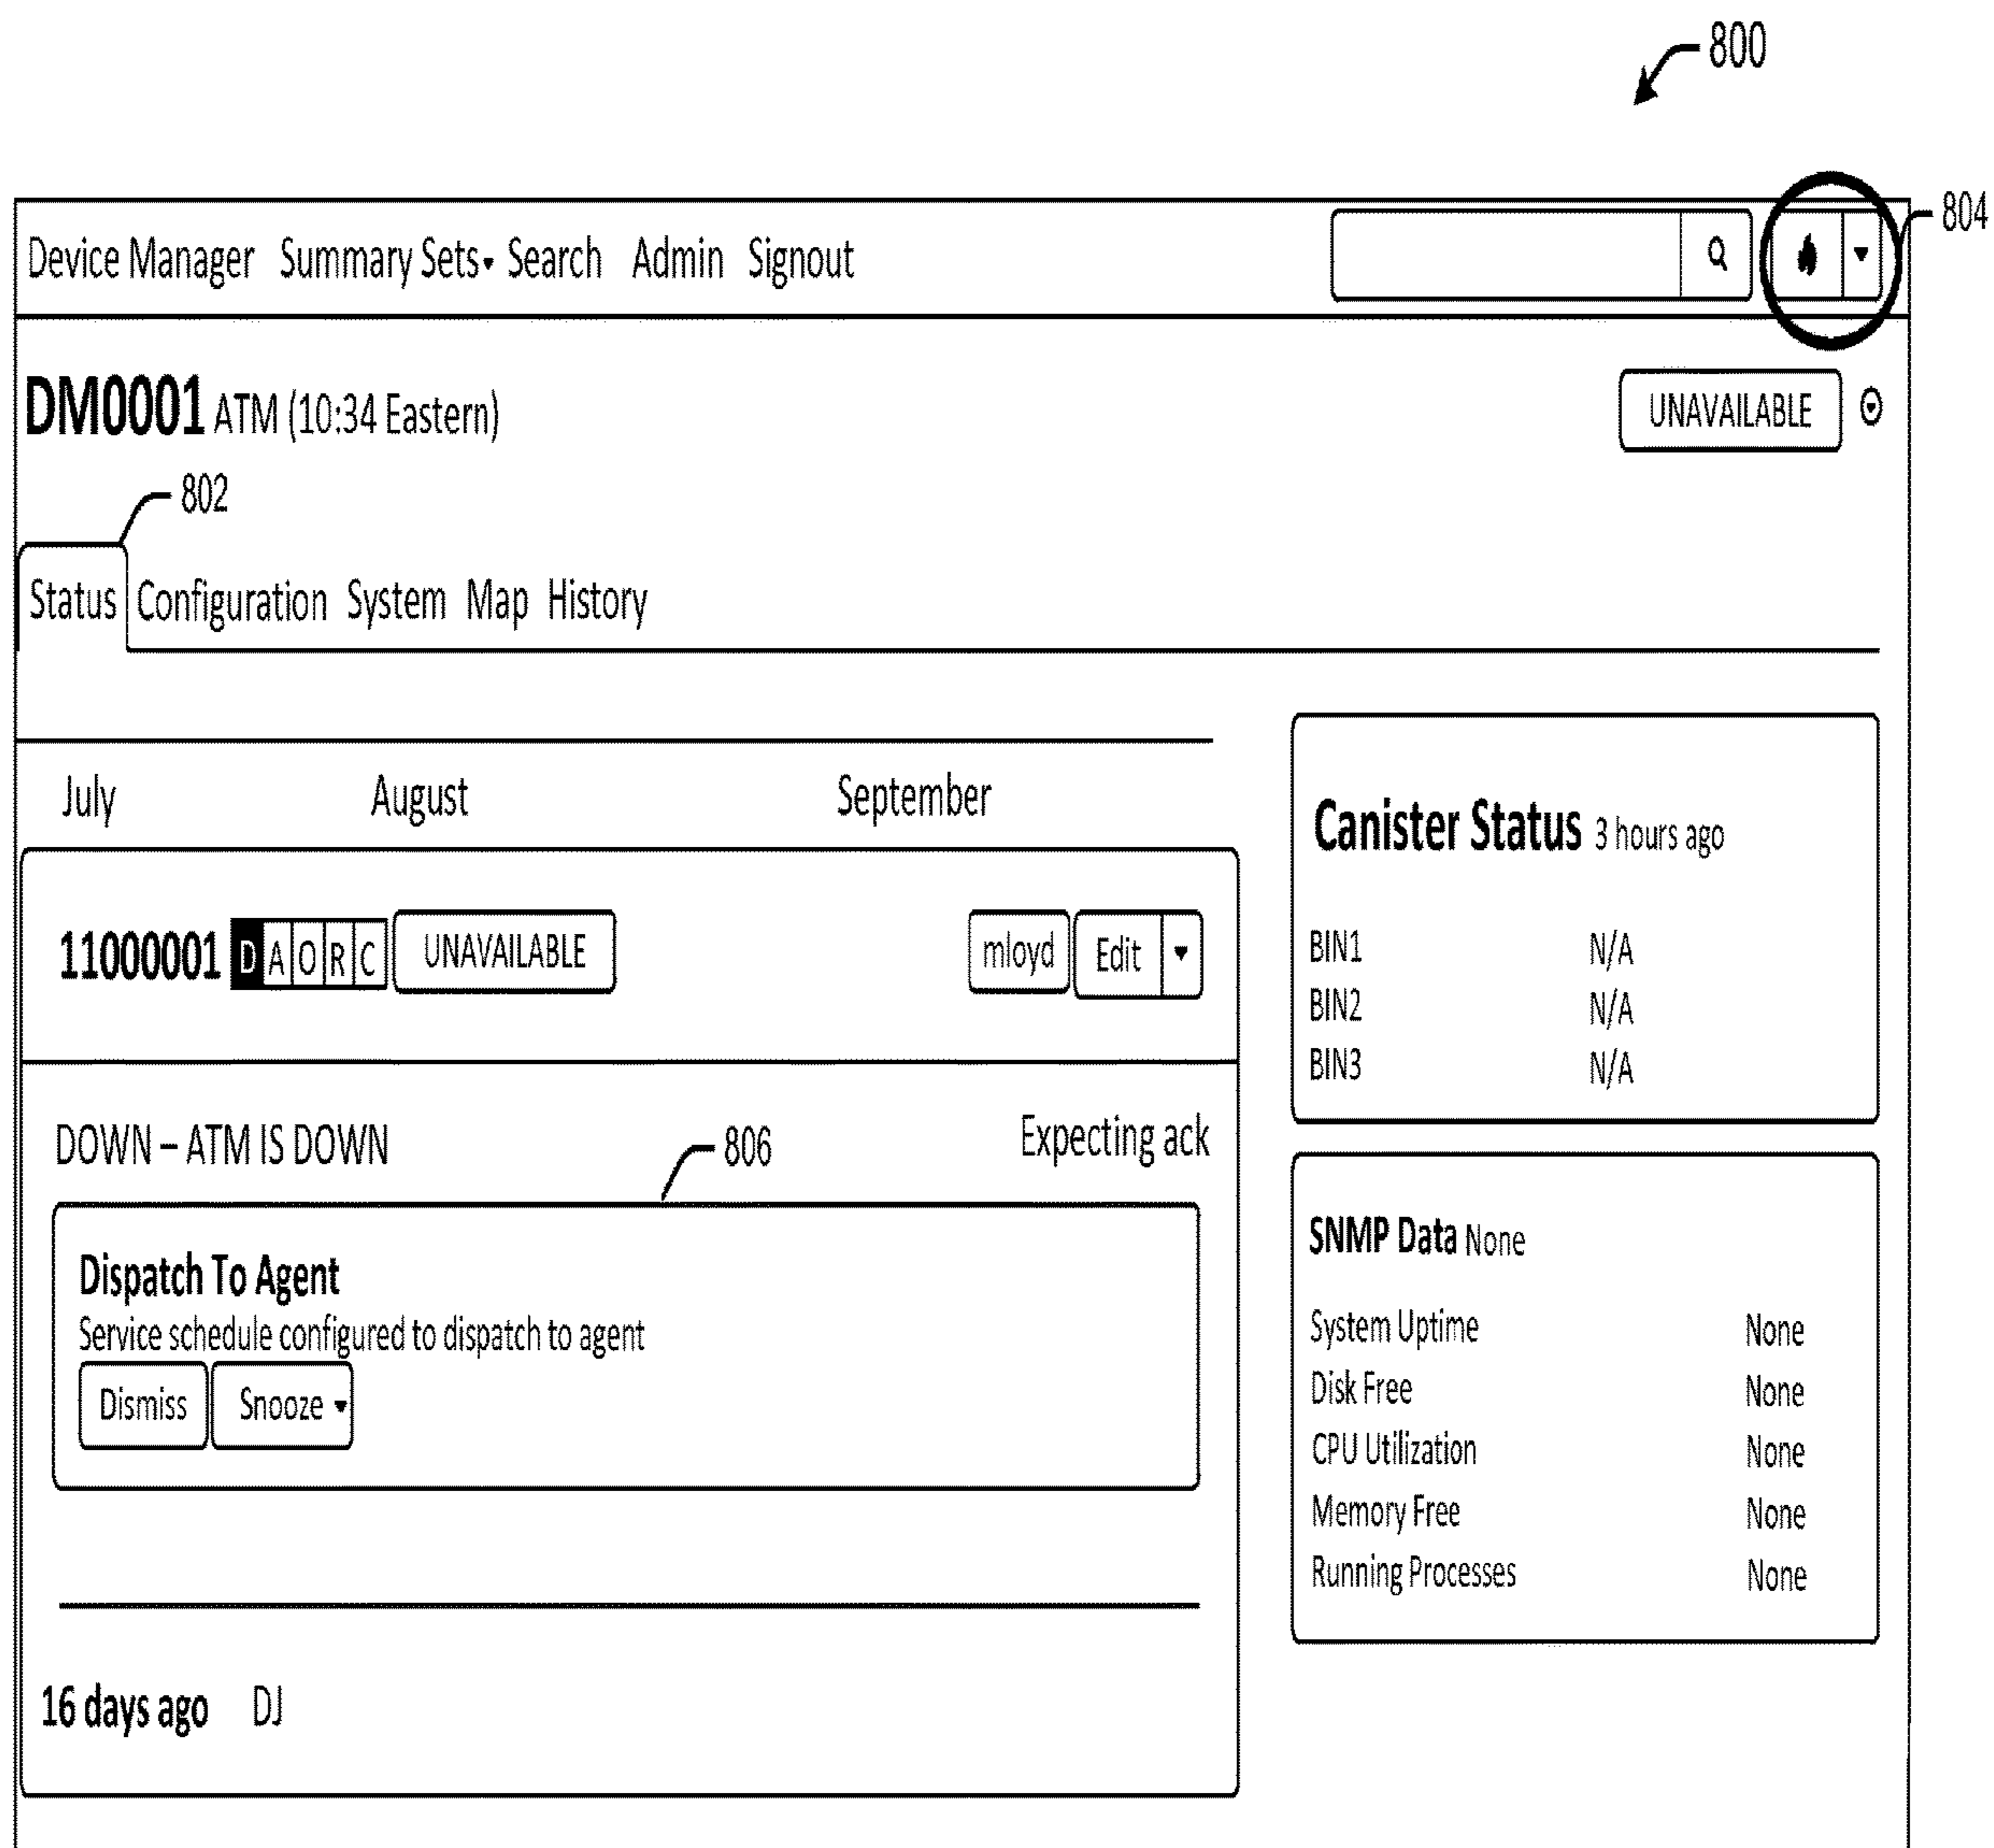 800
804
Device Manager Summary Sets Search Admin Signout
DM0001 ATM (10:34 Eastern)
UNAVAILABLE
802
Status Configuration System Map History
July August September
11000001 D A O R C UNAVAILABLE mloyd Edit
DOWN – ATM IS DOWN
806
Expecting ack
Dispatch To Agent
Service schedule configured to dispatch to agent
Dismiss Snooze
16 days ago DJ
Canister Status 3 hours ago
BIN1 N/A
BIN2 N/A
BIN3 N/A
SNMP Data None
System Uptime None
Disk Free None
CPU Utilization None
Memory Free None
Running Processes None